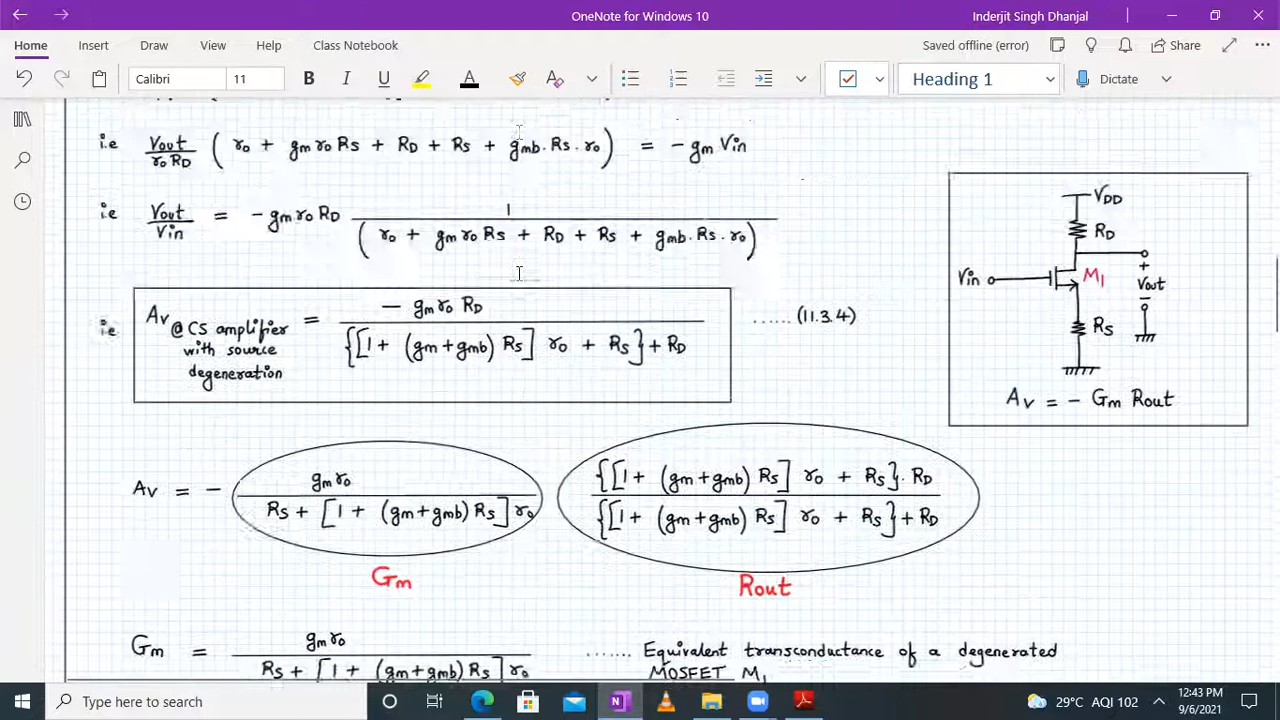 OneNote for Windows 10
Inderjit Singh Dhanjal
Home Insert Draw View Help Class Notebook
Saved offline (error)
Share
Calibri 11 B I U A Heading 1 Dictate
i.e Vout / ro RD ( ro + gm ro Rs + RD + Rs + gmb . Rs . ro ) = - gm Vin
i.e Vout / Vin = - gm ro RD 1 / ( ro + gm ro Rs + RD + Rs + gmb . Rs . ro )
i.e Av @ CS amplifier with source degeneration = - gm ro RD / {[1 + (gm + gmb) Rs] ro + Rs} + RD ...... (11.3.4)
VDD
RD
Vin M1 + Vout -
Rs
Av = - Gm Rout
Av = - gm ro / Rs + [1 + (gm + gmb) Rs] ro {[1 + (gm + gmb) Rs] ro + Rs} . RD / {[1 + (gm + gmb) Rs] ro + Rs} + RD
Gm Rout
Gm = gm ro / Rs + [1 + (gm + gmb) Rs] ro ...... Equivalent transconductance of a degenerated
MOSFET M1
Type here to search
29°C AQI 102
12:43 PM
9/6/2021